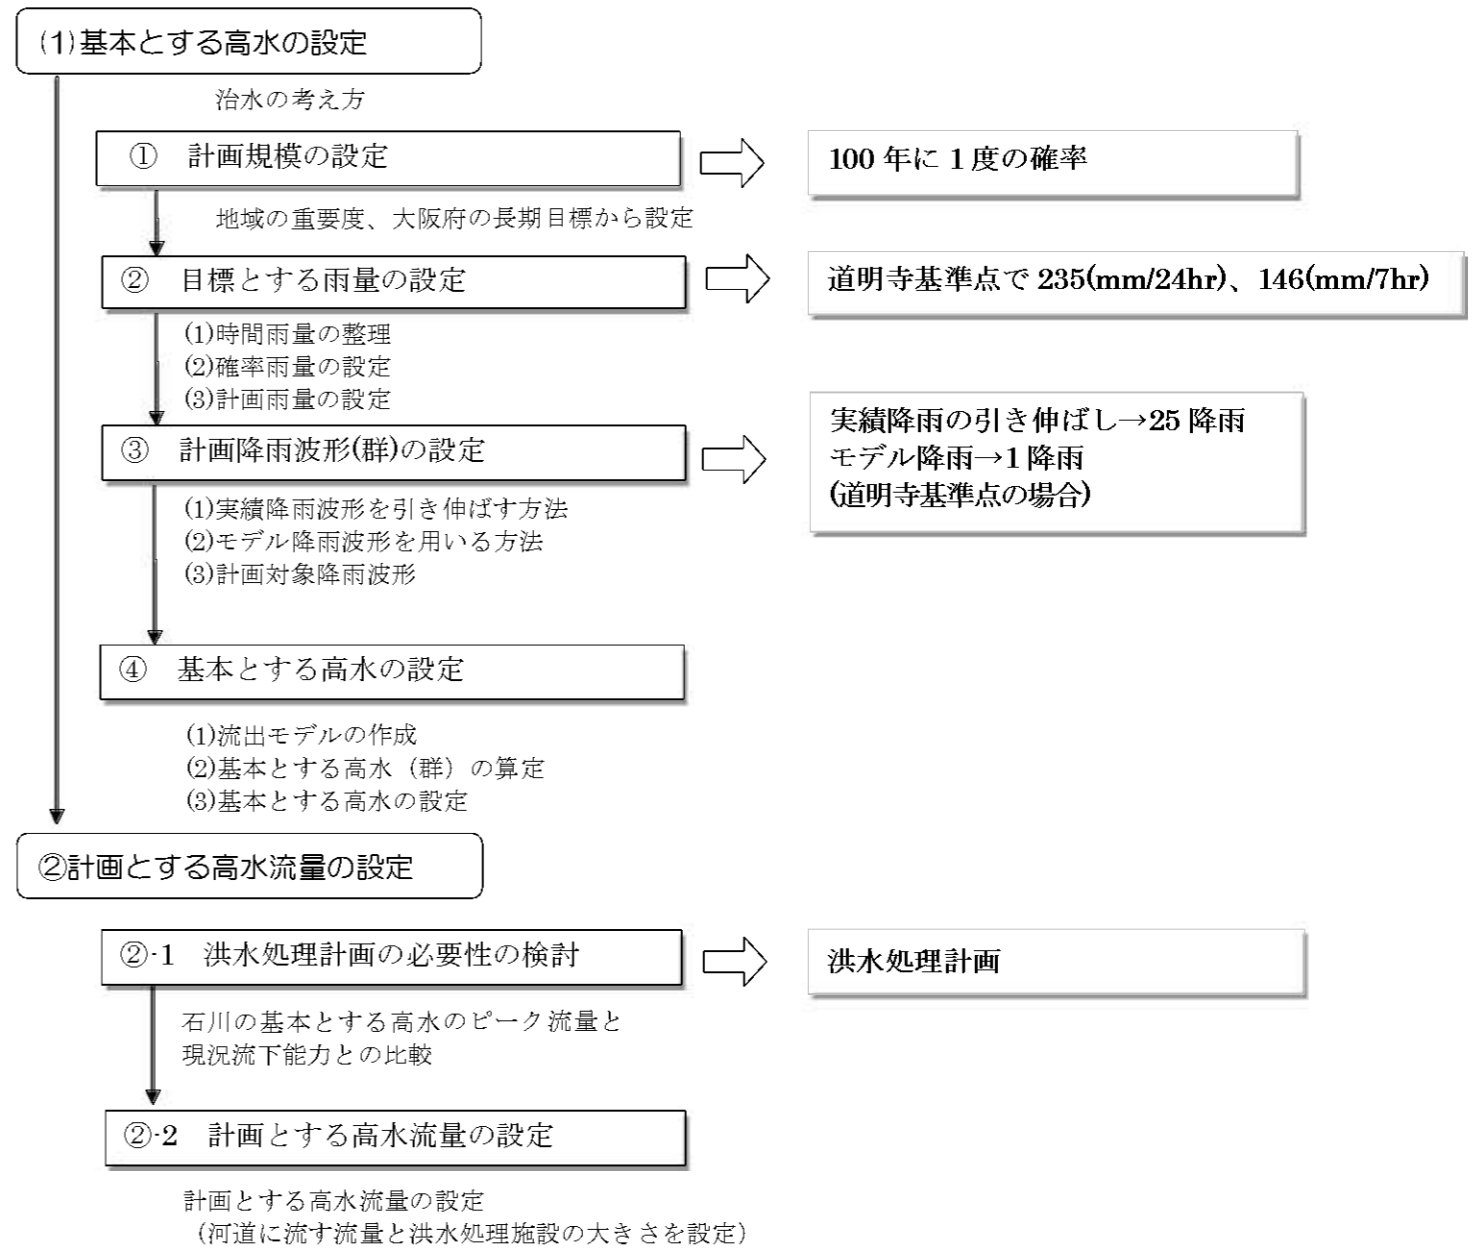 (1)基本とする高水の設定
治水の考え方
① 計画規模の設定
100 年に 1 度の確率
地域の重要度、大阪府の長期目標から設定
② 目標とする雨量の設定
道明寺基準点で 235(mm/24hr)、146(mm/7hr)
(1)時間雨量の整理
(2)確率雨量の設定
(3)計画雨量の設定
③ 計画降雨波形(群)の設定
実績降雨の引き伸ばし→25 降雨
モデル降雨→1 降雨
(道明寺基準点の場合)
(1)実績降雨波形を引き伸ばす方法
(2)モデル降雨波形を用いる方法
(3)計画対象降雨波形
④ 基本とする高水の設定
(1)流出モデルの作成
(2)基本とする高水（群）の算定
(3)基本とする高水の設定
②計画とする高水流量の設定
②-1 洪水処理計画の必要性の検討
洪水処理計画
石川の基本とする高水のピーク流量と
現況流下能力との比較
②-2 計画とする高水流量の設定
計画とする高水流量の設定
（河道に流す流量と洪水処理施設の大きさを設定）